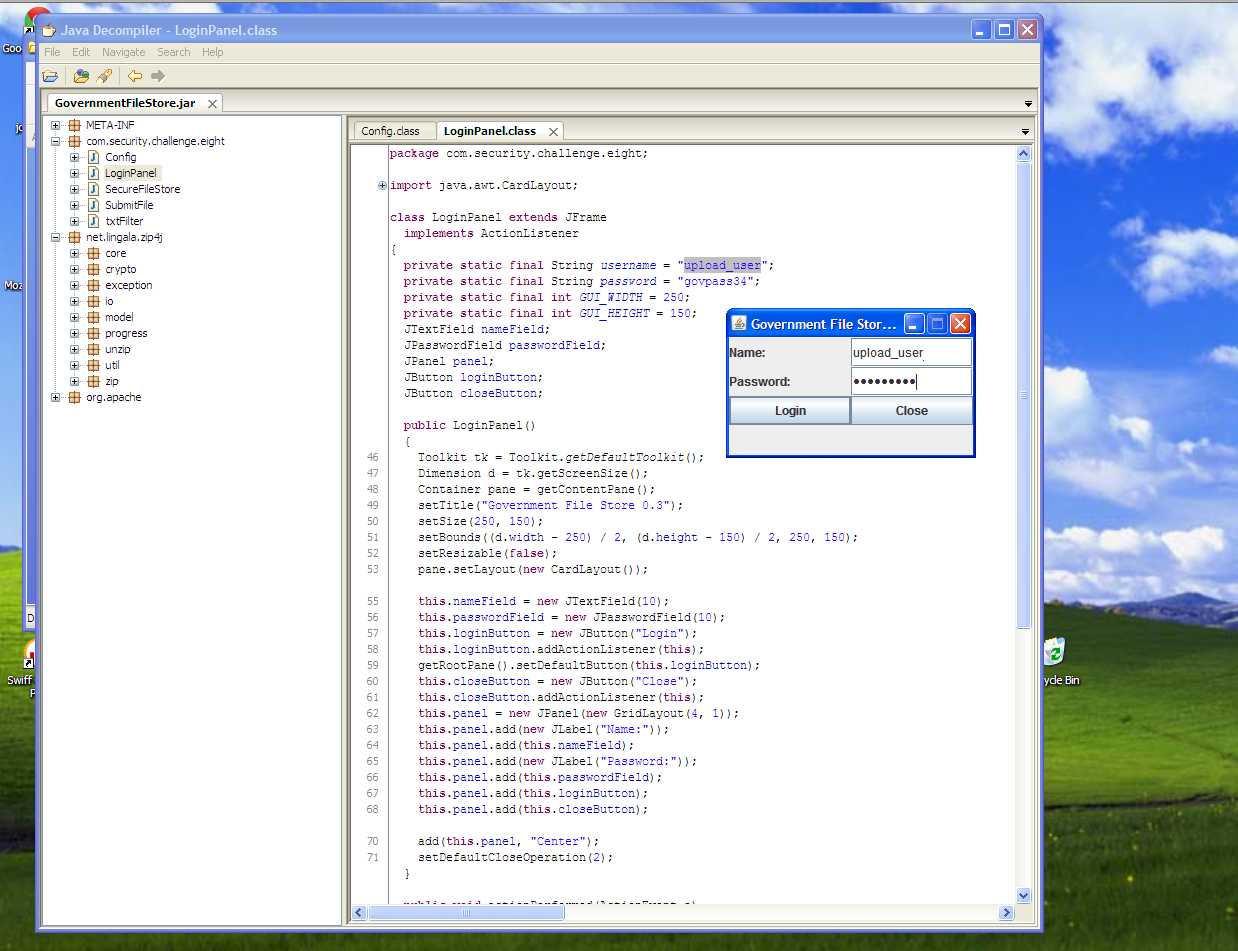 Java Decompiler - LoginPanel.class
File Edit Navigate Search Help
GovernmentFileStore.jar
META-INF
com.security.challenge.eight
Config
LoginPanel
SecureFileStore
SubmitFile
txtFilter
net.lingala.zip4j
core
crypto
exception
io
model
progress
unzip
util
zip
org.apache
Config.class LoginPanel.class
package com.security.challenge.eight;
import java.awt.CardLayout;
class LoginPanel extends JFrame
implements ActionListener
{
private static final String username = "upload_user";
private static final String password = "govpass34";
private static final int GUI_WIDTH = 250;
private static final int GUI_HEIGHT = 150;
JTextField nameField;
JPasswordField passwordField;
JPanel panel;
JButton loginButton;
JButton closeButton;
public LoginPanel()
{
46 Toolkit tk = Toolkit.getDefaultToolkit();
47 Dimension d = tk.getScreenSize();
48 Container pane = getContentPane();
49 setTitle("Government File Store 0.3");
50 setSize(250, 150);
51 setBounds((d.width - 250) / 2, (d.height - 150) / 2, 250, 150);
52 setResizable(false);
53 pane.setLayout(new CardLayout());
55 this.nameField = new JTextField(10);
56 this.passwordField = new JPasswordField(10);
57 this.loginButton = new JButton("Login");
58 this.loginButton.addActionListener(this);
59 getRootPane().setDefaultButton(this.loginButton);
60 this.closeButton = new JButton("Close");
61 this.closeButton.addActionListener(this);
62 this.panel = new JPanel(new GridLayout(4, 1));
63 this.panel.add(new JLabel("Name:"));
64 this.panel.add(this.nameField);
65 this.panel.add(new JLabel("Password:"));
66 this.panel.add(this.passwordField);
67 this.panel.add(this.loginButton);
68 this.panel.add(this.closeButton);
70 add(this.panel, "Center");
71 setDefaultCloseOperation(2);
}
Government File Stor...
Name: upload_user
Password: •••••••••
Login Close
Goo
jo
Moz
D
Swiff
P
yde Bin